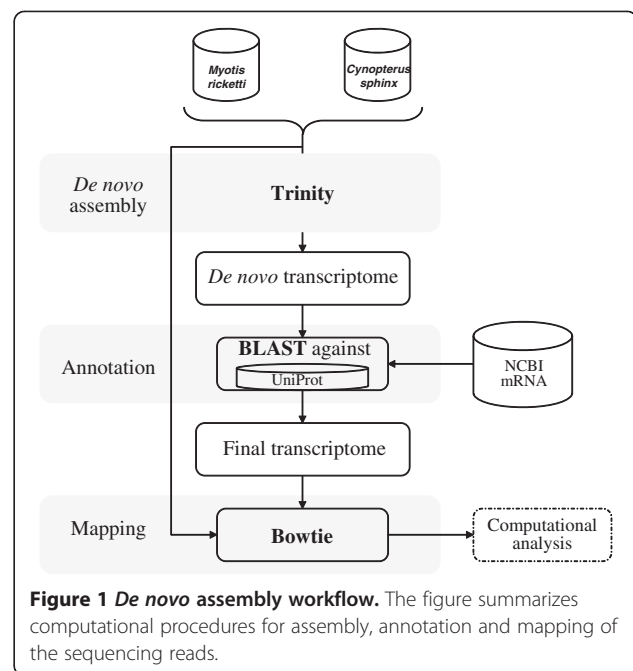 Myotis
ricketti
Cynopterus
sphinx
De novo
assembly
Trinity
De novo transcriptome
Annotation
BLAST against
UniProt
NCBI
mRNA
Final transcriptome
Mapping
Bowtie
Computational
analysis
Figure 1 De novo assembly workflow. The figure summarizes
computational procedures for assembly, annotation and mapping of
the sequencing reads.